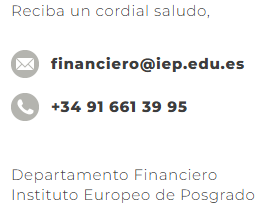 Reciba un cordial saludo,
financiero@iep.edu.es
+34 91 661 39 95
Departamento Financiero
Instituto Europeo de Posgrado